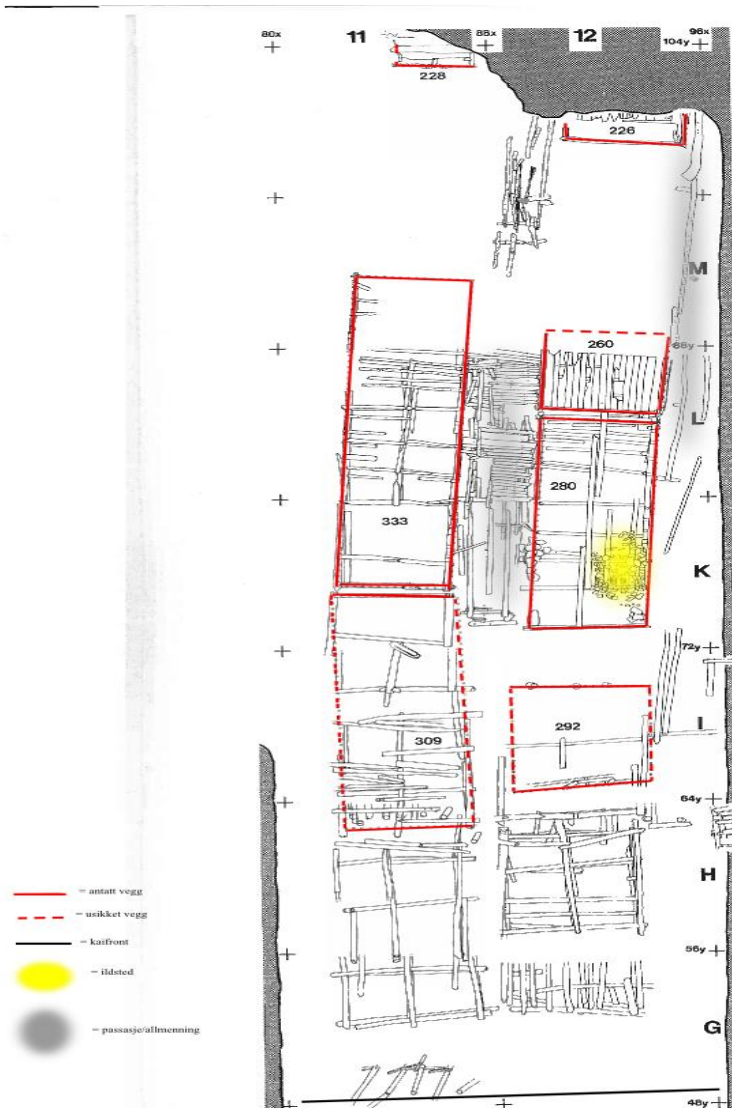 80x 11 88x 12 96x
104y
228
226
M
260
88y
L
280
333
K
72y
I
292
309
64y
= antatt vegg
H
= usikket vegg
= kaifront
56y
= ildsted
= passasje/allmenning
G
48y